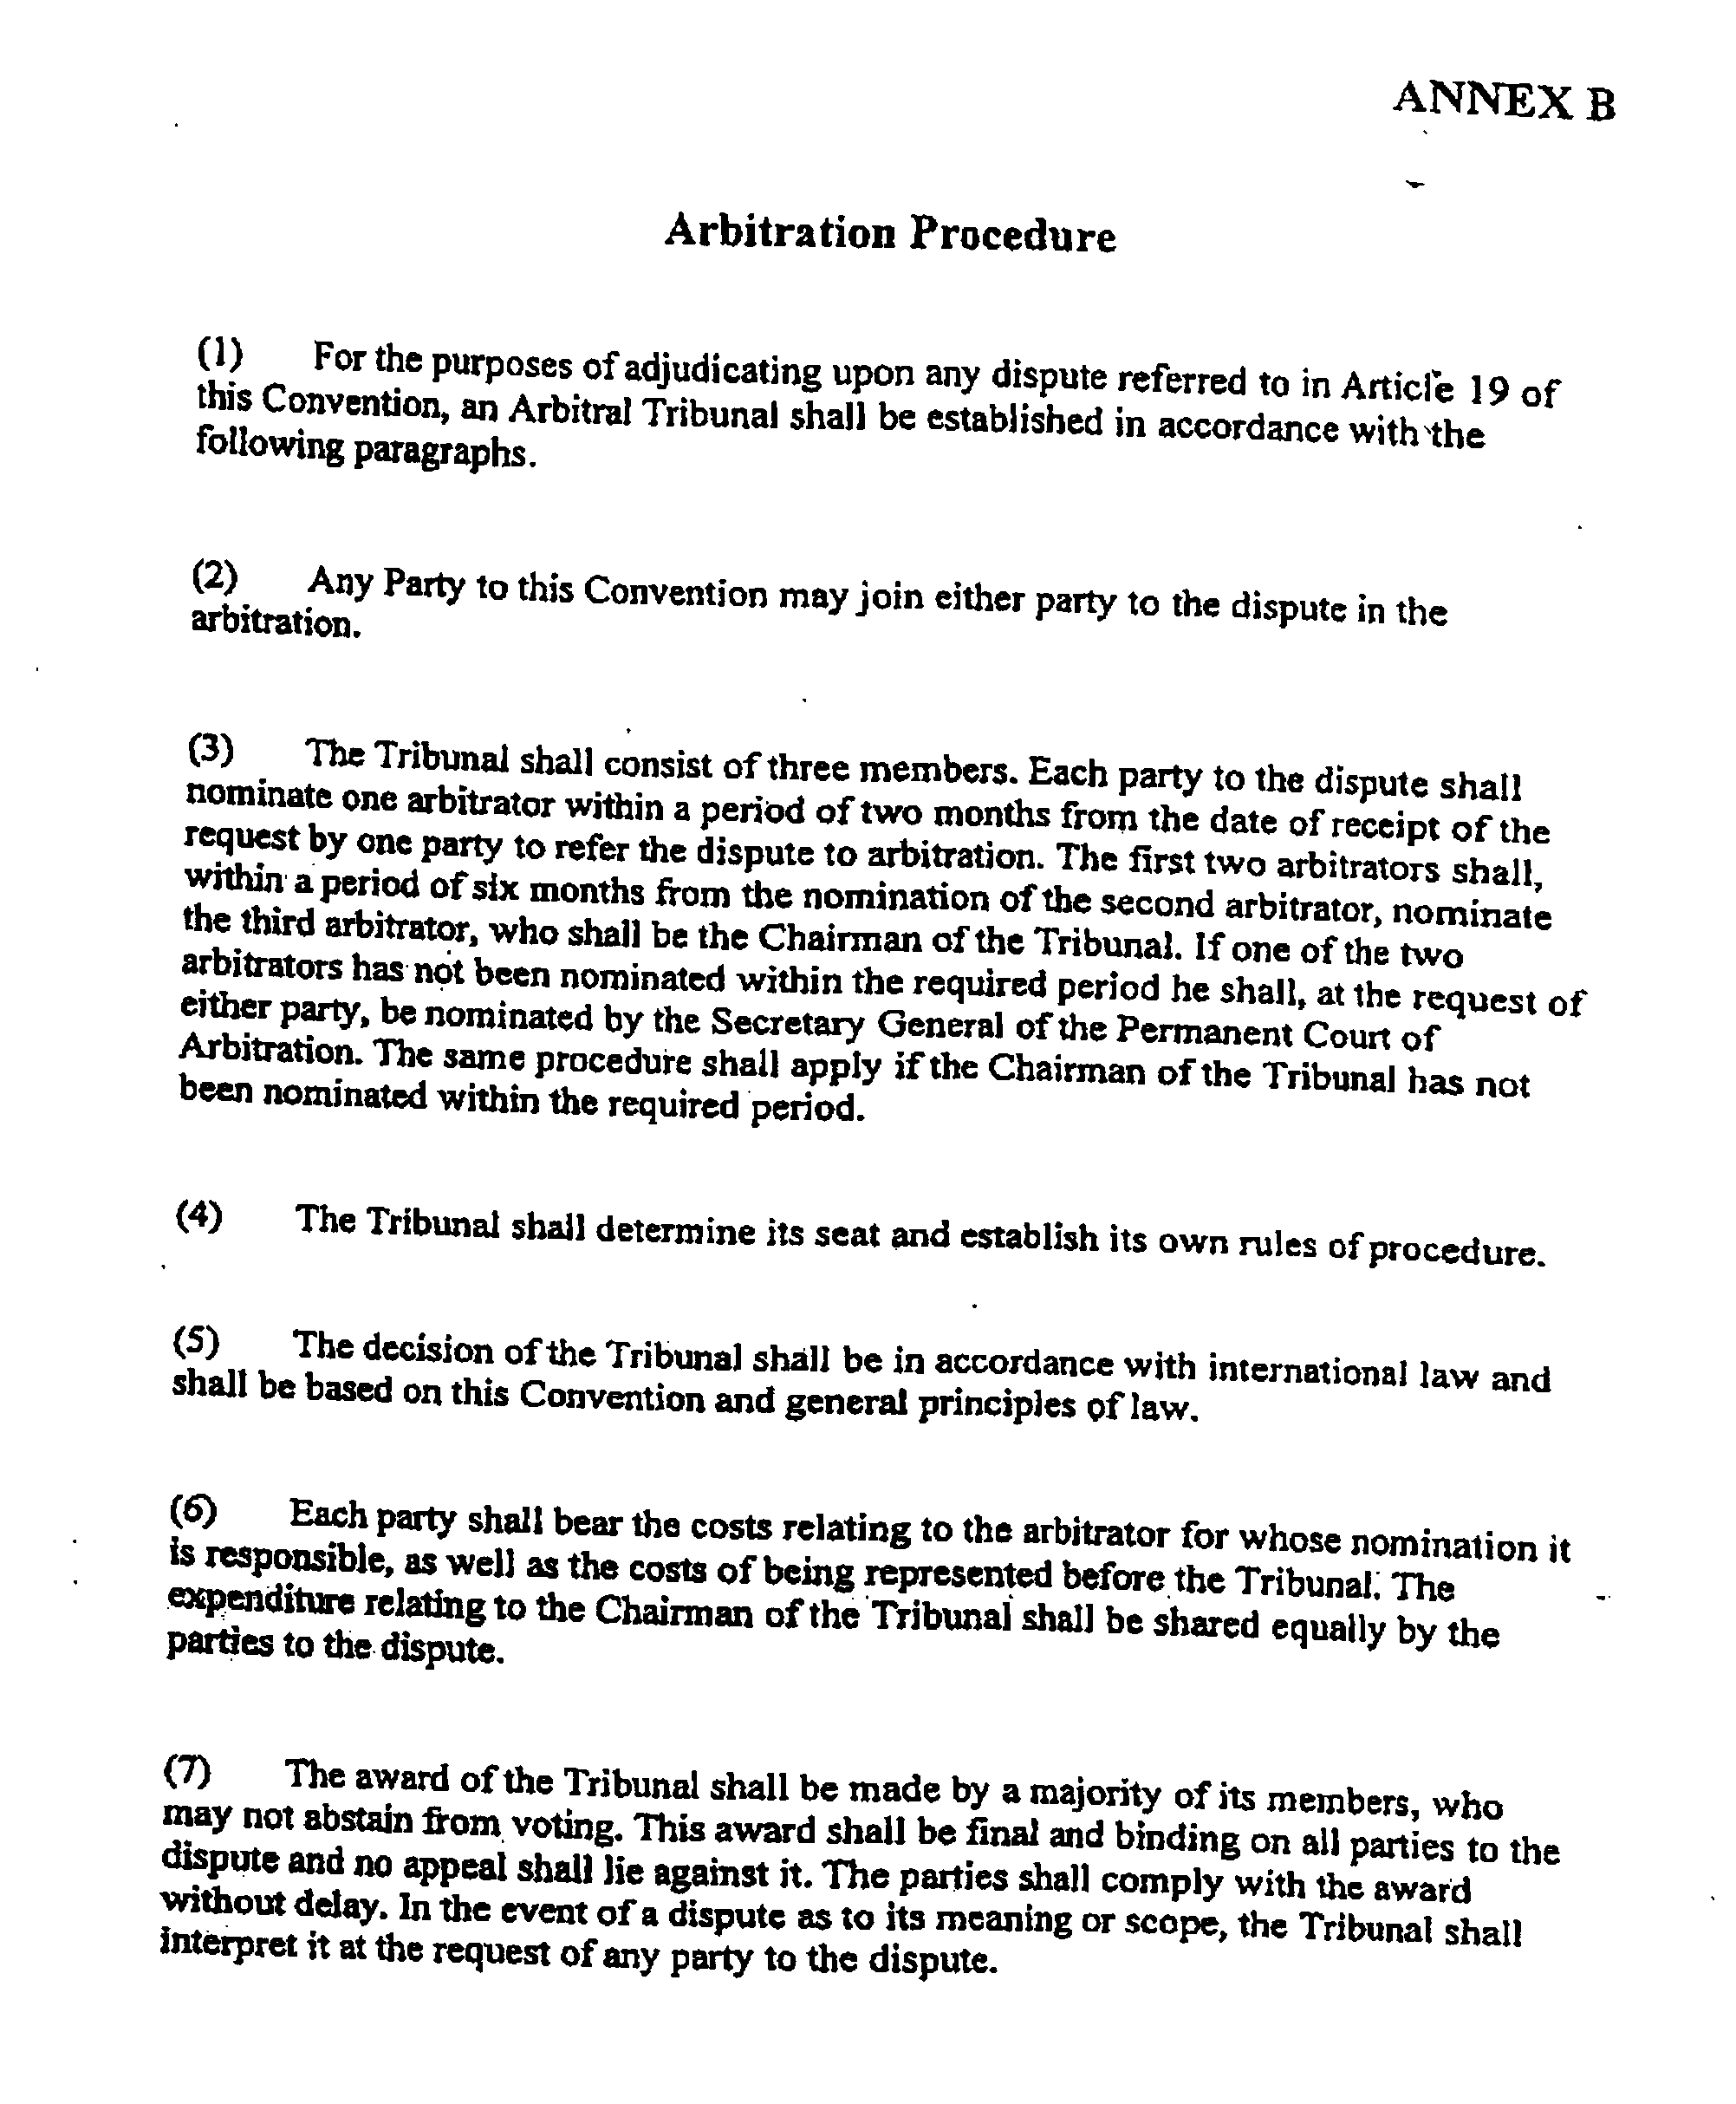 ANNEX B
Arbitration Procedure
(1) For the purposes of adjudicating upon any dispute referred to in Article 19 of
this Convention, an Arbitral Tribunal shall be established in accordance with the
following paragraphs.
(2) Any Party to this Convention may join either party to the dispute in the
arbitration.
(3) The Tribunal shall consist of three members. Each party to the dispute shall
nominate one arbitrator within a period of two months from the date of receipt of the
request by one party to refer the dispute to arbitration. The first two arbitrators shall,
within a period of six months from the nomination of the second arbitrator, nominate
the third arbitrator, who shall be the Chairman of the Tribunal. If one of the two
arbitrators has not been nominated within the required period he shall, at the request of
either party, be nominated by the Secretary General of the Permanent Court of
Arbitration. The same procedure shall apply if the Chairman of the Tribunal has not
been nominated within the required period.
(4) The Tribunal shall determine its seat and establish its own rules of procedure.
(5) The decision of the Tribunal shall be in accordance with international law and
shall be based on this Convention and general principles of law.
(6) Each party shall bear the costs relating to the arbitrator for whose nomination it
is responsible, as well as the costs of being represented before the Tribunal. The
expenditure relating to the Chairman of the Tribunal shall be shared equally by the
parties to the dispute.
(7) The award of the Tribunal shall be made by a majority of its members, who
may not abstain from voting. This award shall be final and binding on all parties to the
dispute and no appeal shall lie against it. The parties shall comply with the award
without delay. In the event of a dispute as to its meaning or scope, the Tribunal shall
interpret it at the request of any party to the dispute.